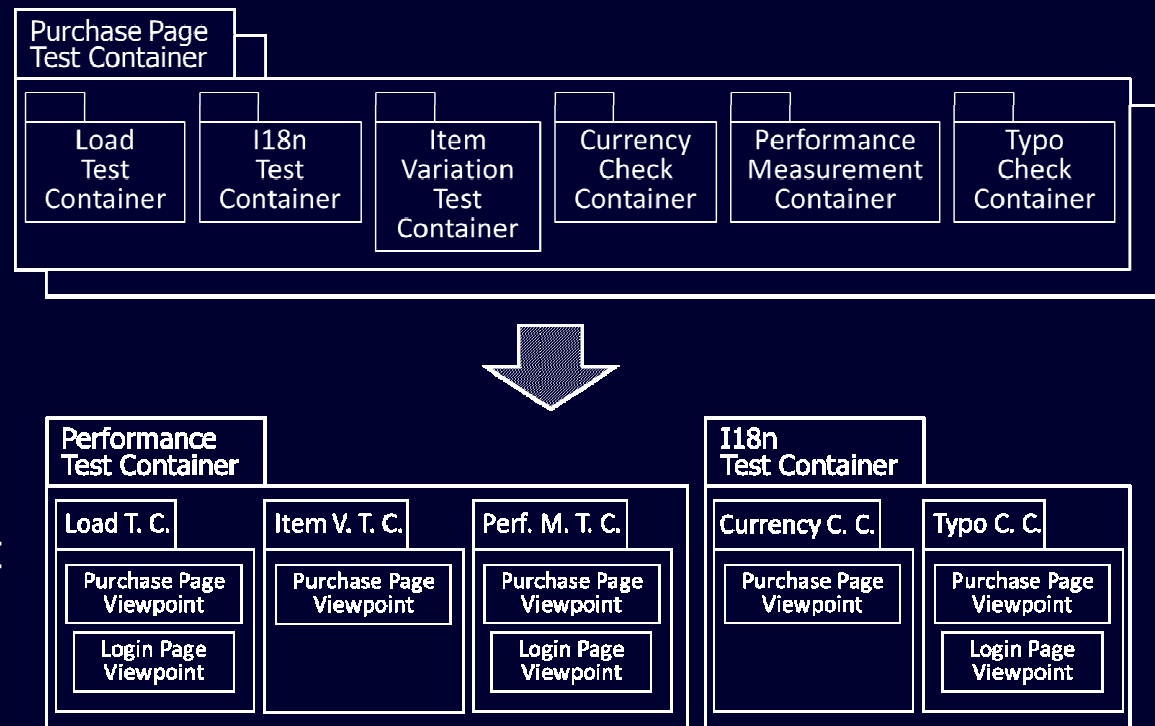 Purchase Page
Test Container
Load
Test
Container
I18n
Test
Container
Item
Variation
Test
Container
Currency
Check
Container
Performance
Measurement
Container
Typo
Check
Container
Performance
Test Container
Load T. C.
Purchase Page
Viewpoint
Login Page
Viewpoint
Item V. T. C.
Purchase Page
Viewpoint
Perf. M. T. C.
Purchase Page
Viewpoint
Login Page
Viewpoint
I18n
Test Container
Currency C. C.
Purchase Page
Viewpoint
Typo C. C.
Purchase Page
Viewpoint
Login Page
Viewpoint